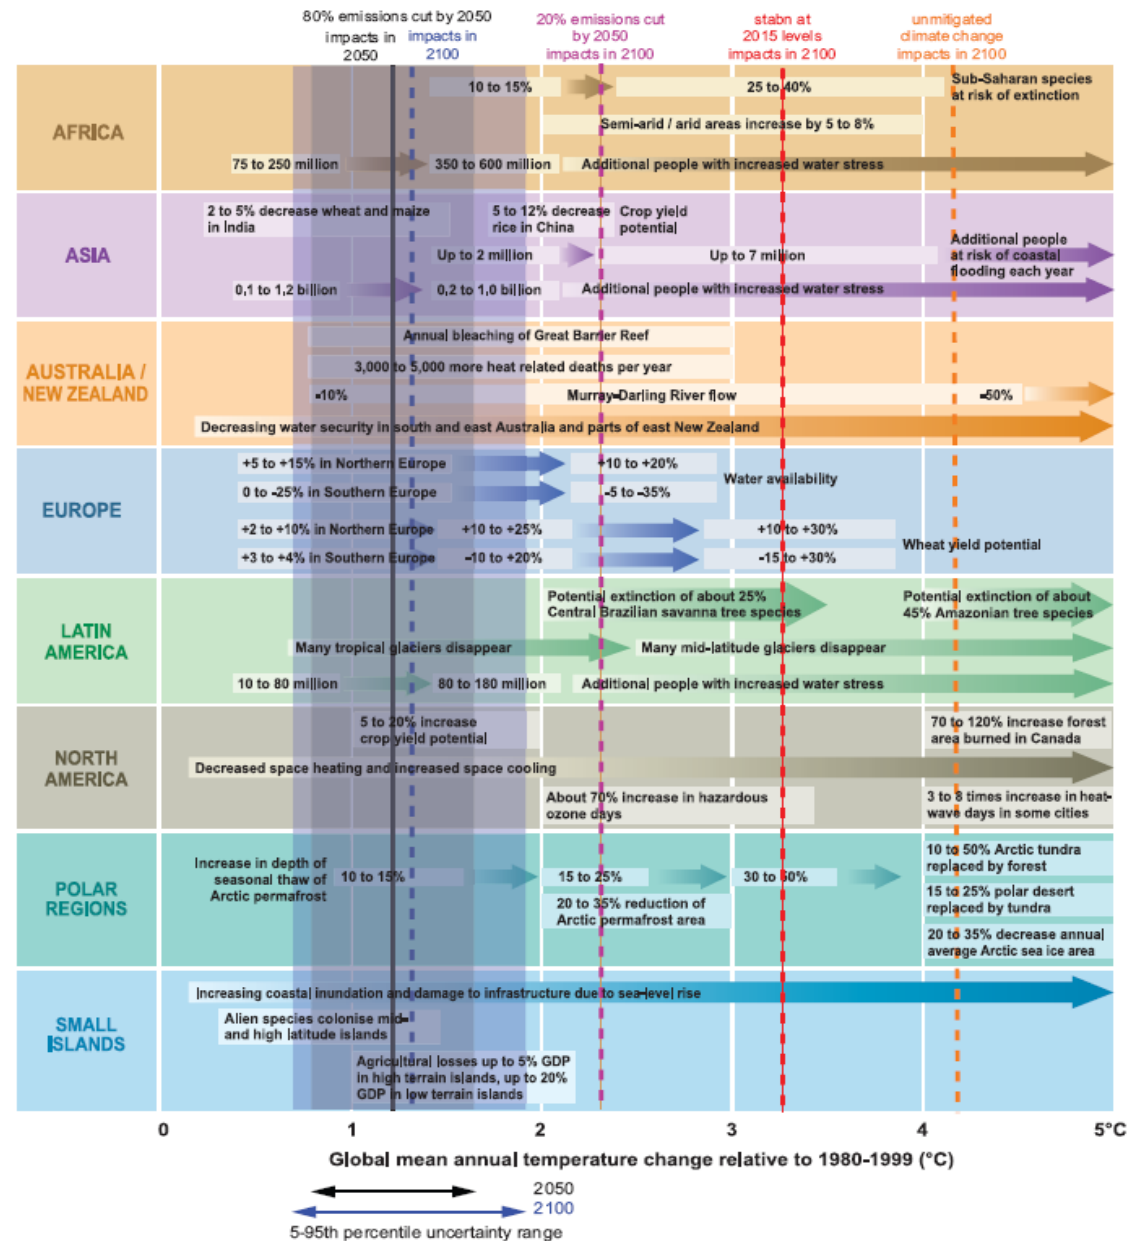 80% emissions cut by 2050
impacts in
2050
impacts in
2100
20% emissions cut
by 2050
impacts in 2100
stabn at
2015 levels
impacts in 2100
unmitigated
climate change
impacts in 2100
AFRICA
10 to 15%
25 to 40%
Sub-Saharan species
at risk of extinction
Semi-arid / arid areas increase by 5 to 8%
75 to 250 million
350 to 600 million
Additional people with increased water stress
ASIA
2 to 5% decrease wheat and maize
in India
5 to 12% decrease
rice in China
Crop yield
potential
Up to 2 million
Up to 7 million
Additional people
at risk of coastal
flooding each year
0,1 to 1,2 billion
0,2 to 1,0 billion
Additional people with increased water stress
AUSTRALIA /
NEW ZEALAND
Annual bleaching of Great Barrier Reef
3,000 to 5,000 more heat related deaths per year
-10%
Murray-Darling River flow
-50%
Decreasing water security in south and east Australia and parts of east New Zealand
EUROPE
+5 to +15% in Northern Europe
+10 to +20%
0 to -25% in Southern Europe
-5 to -35%
Water availability
+2 to +10% in Northern Europe
+10 to +25%
+10 to +30%
+3 to +4% in Southern Europe
-10 to +20%
-15 to +30%
Wheat yield potential
LATIN
AMERICA
Potential extinction of about 25%
Central Brazilian savanna tree species
Potential extinction of about
45% Amazonian tree species
Many tropical glaciers disappear
Many mid-latitude glaciers disappear
10 to 80 million
80 to 180 million
Additional people with increased water stress
NORTH
AMERICA
5 to 20% increase
crop yield potential
70 to 120% increase forest
area burned in Canada
Decreased space heating and increased space cooling
About 70% increase in hazardous
ozone days
3 to 8 times increase in heat-
wave days in some cities
POLAR
REGIONS
Increase in depth of
seasonal thaw of
Arctic permafrost
10 to 15%
15 to 25%
30 to 50%
20 to 35% reduction of
Arctic permafrost area
10 to 50% Arctic tundra
replaced by forest
15 to 25% polar desert
replaced by tundra
20 to 35% decrease annual
average Arctic sea ice area
SMALL
ISLANDS
Increasing coastal inundation and damage to infrastructure due to sea-level rise
Alien species colonise mid-
and high latitude islands
Agricultural losses up to 5% GDP
in high terrain islands, up to 20%
GDP in low terrain islands
0 1 2 3 4 5°C
Global mean annual temperature change relative to 1980-1999 (°C)
2050
2100
5-95th percentile uncertainty range